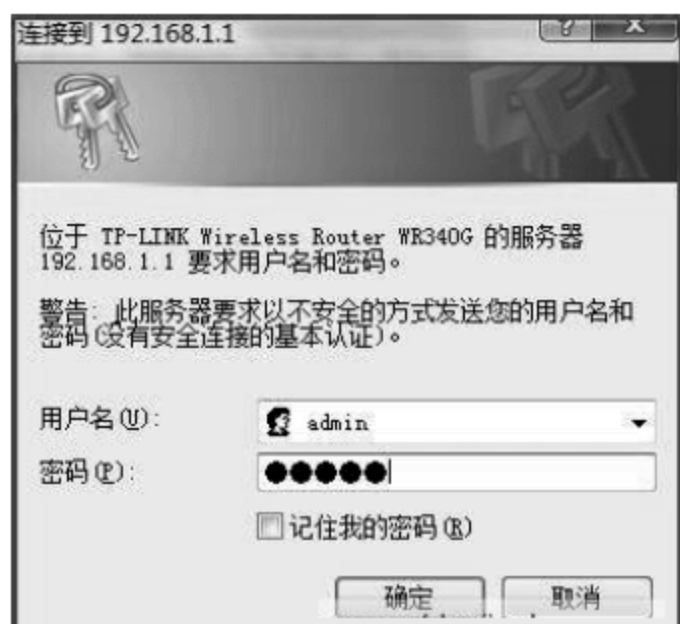 连接到 192.168.1.1
位于 TP-LINK Wireless Router WR340G 的服务器
192.168.1.1 要求用户名和密码。
警告: 此服务器要求以不安全的方式发送您的用户名和
密码(没有安全连接的基本认证)。
用户名(U):
admin
密码(P):
●●●●●
记住我的密码(R)
确定 取消